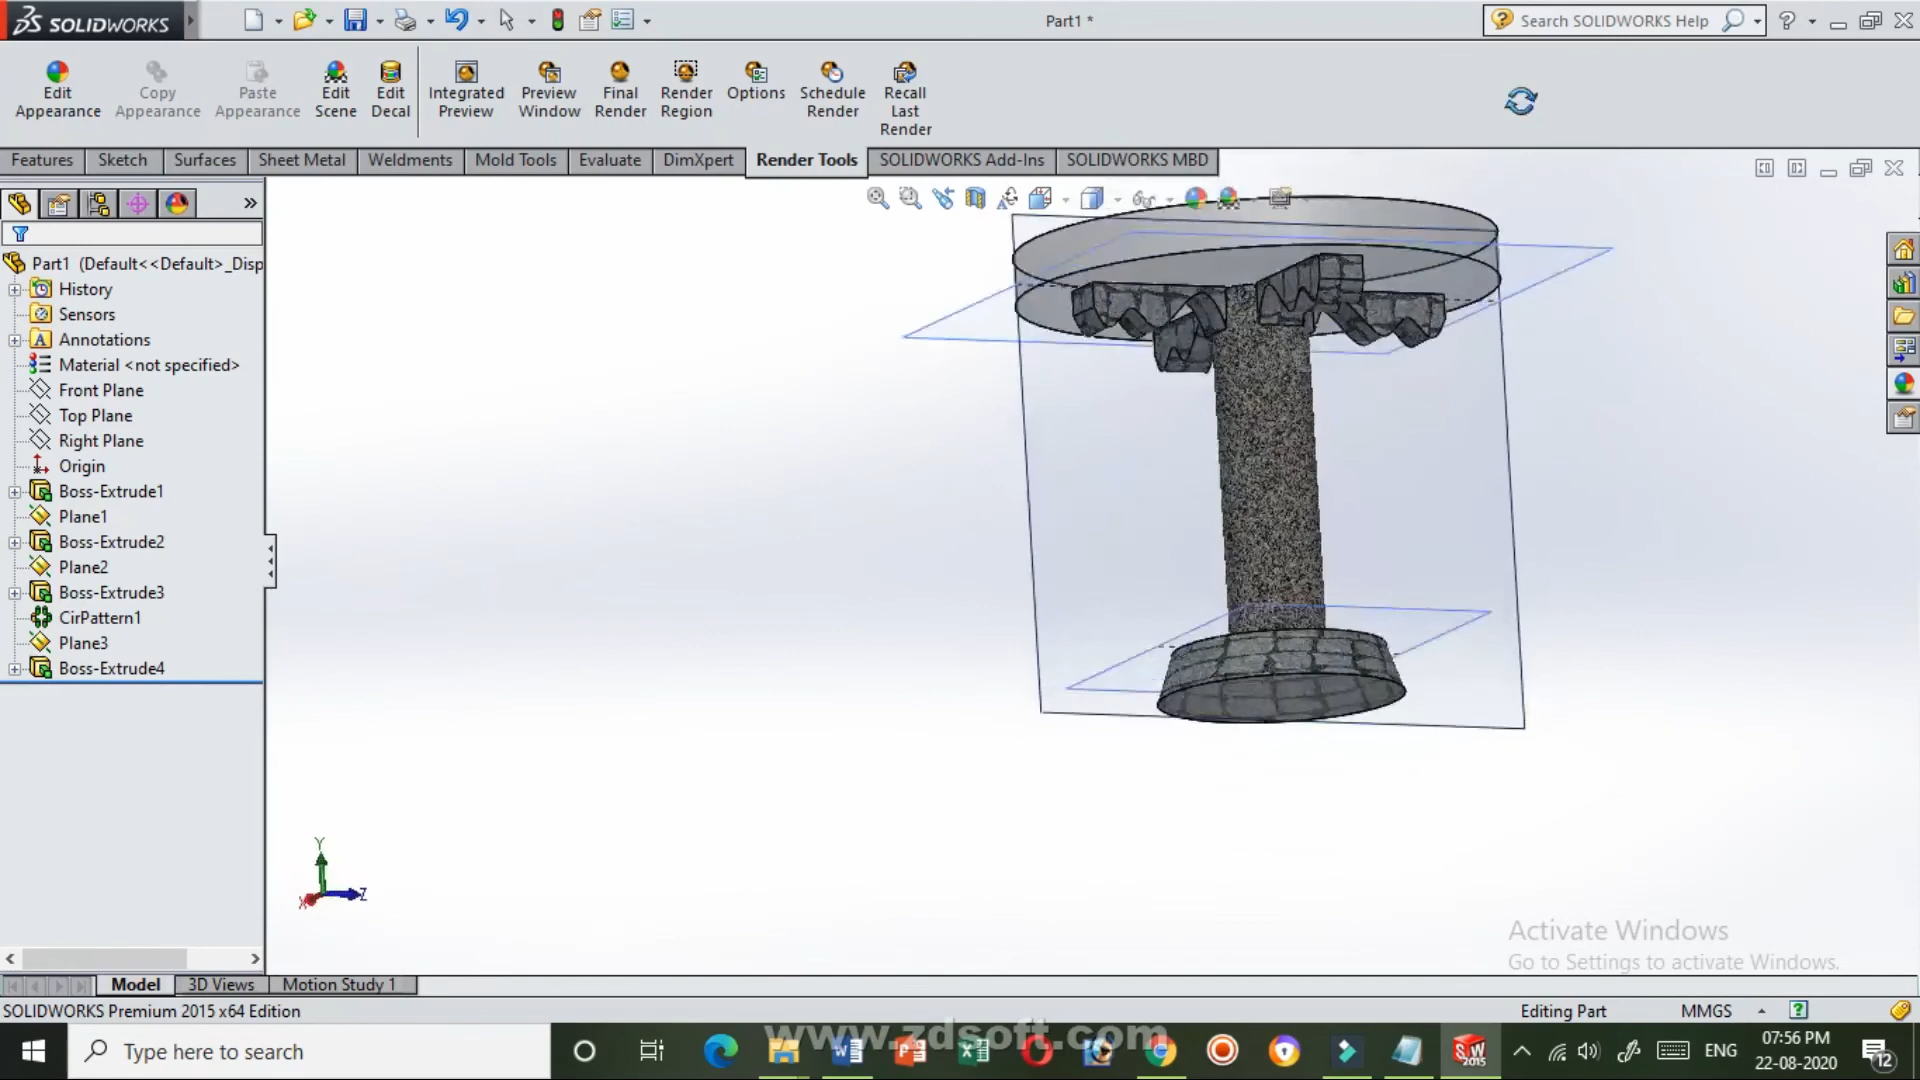 SOLIDWORKS
Part1 *
Search SOLIDWORKS Help
Edit Appearance
Copy Appearance
Paste Appearance
Edit Scene
Edit Decal
Integrated Preview
Preview Window
Final Render
Render Region
Options
Schedule Render
Recall Last Render
Features
Sketch
Surfaces
Sheet Metal
Weldments
Mold Tools
Evaluate
DimXpert
Render Tools
SOLIDWORKS Add-Ins
SOLIDWORKS MBD
Part1 (Default<<Default>_Disp
History
Sensors
Annotations
Material <not specified>
Front Plane
Top Plane
Right Plane
Origin
Boss-Extrude1
Plane1
Boss-Extrude2
Plane2
Boss-Extrude3
CirPattern1
Plane3
Boss-Extrude4
Y
X
Z
Activate Windows
Go to Settings to activate Windows.
Model
3D Views
Motion Study 1
SOLIDWORKS Premium 2015 x64 Edition
Editing Part
MMGS
www.zdsoft.com
Type here to search
ENG
07:56 PM
22-08-2020
12